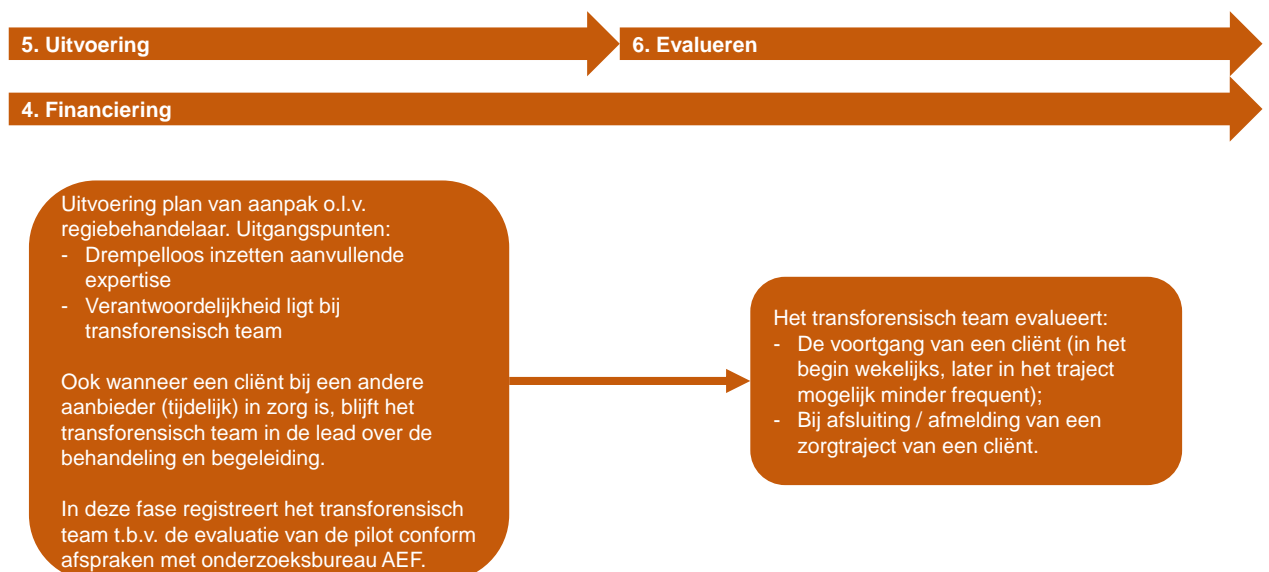 5. Uitvoering
6. Evalueren
4. Financiering
Uitvoering plan van aanpak o.l.v.
regiebehandelaar. Uitgangspunten:
- Drempelloos inzetten aanvullende
expertise
- Verantwoordelijkheid ligt bij
transforensisch team
Ook wanneer een cliënt bij een andere
aanbieder (tijdelijk) in zorg is, blijft het
transforensisch team in de lead over de
behandeling en begeleiding.
In deze fase registreert het transforensisch
team t.b.v. de evaluatie van de pilot conform
afspraken met onderzoeksbureau AEF.
Het transforensisch team evalueert:
- De voortgang van een cliënt (in het
begin wekelijks, later in het traject
mogelijk minder frequent);
- Bij afsluiting / afmelding van een
zorgtraject van een cliënt.